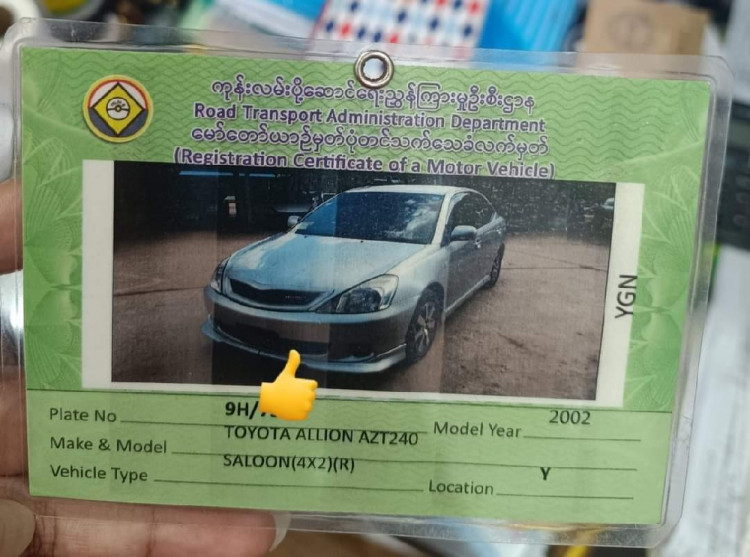 ကုန်းလမ်းပို့ဆောင်ရေးညွှန်ကြားမှုဦးစီးဌာန
Road Transport Administration Department
မော်တော်ယာဉ်မှတ်ပုံတင်သက်သေခံလက်မှတ်
(Registration Certificate of a Motor Vehicle)
YGN
Plate No 9H/
Model Year 2002
Make & Model TOYOTA ALLION AZT240
Vehicle Type SALOON(4X2)(R)
Location Y